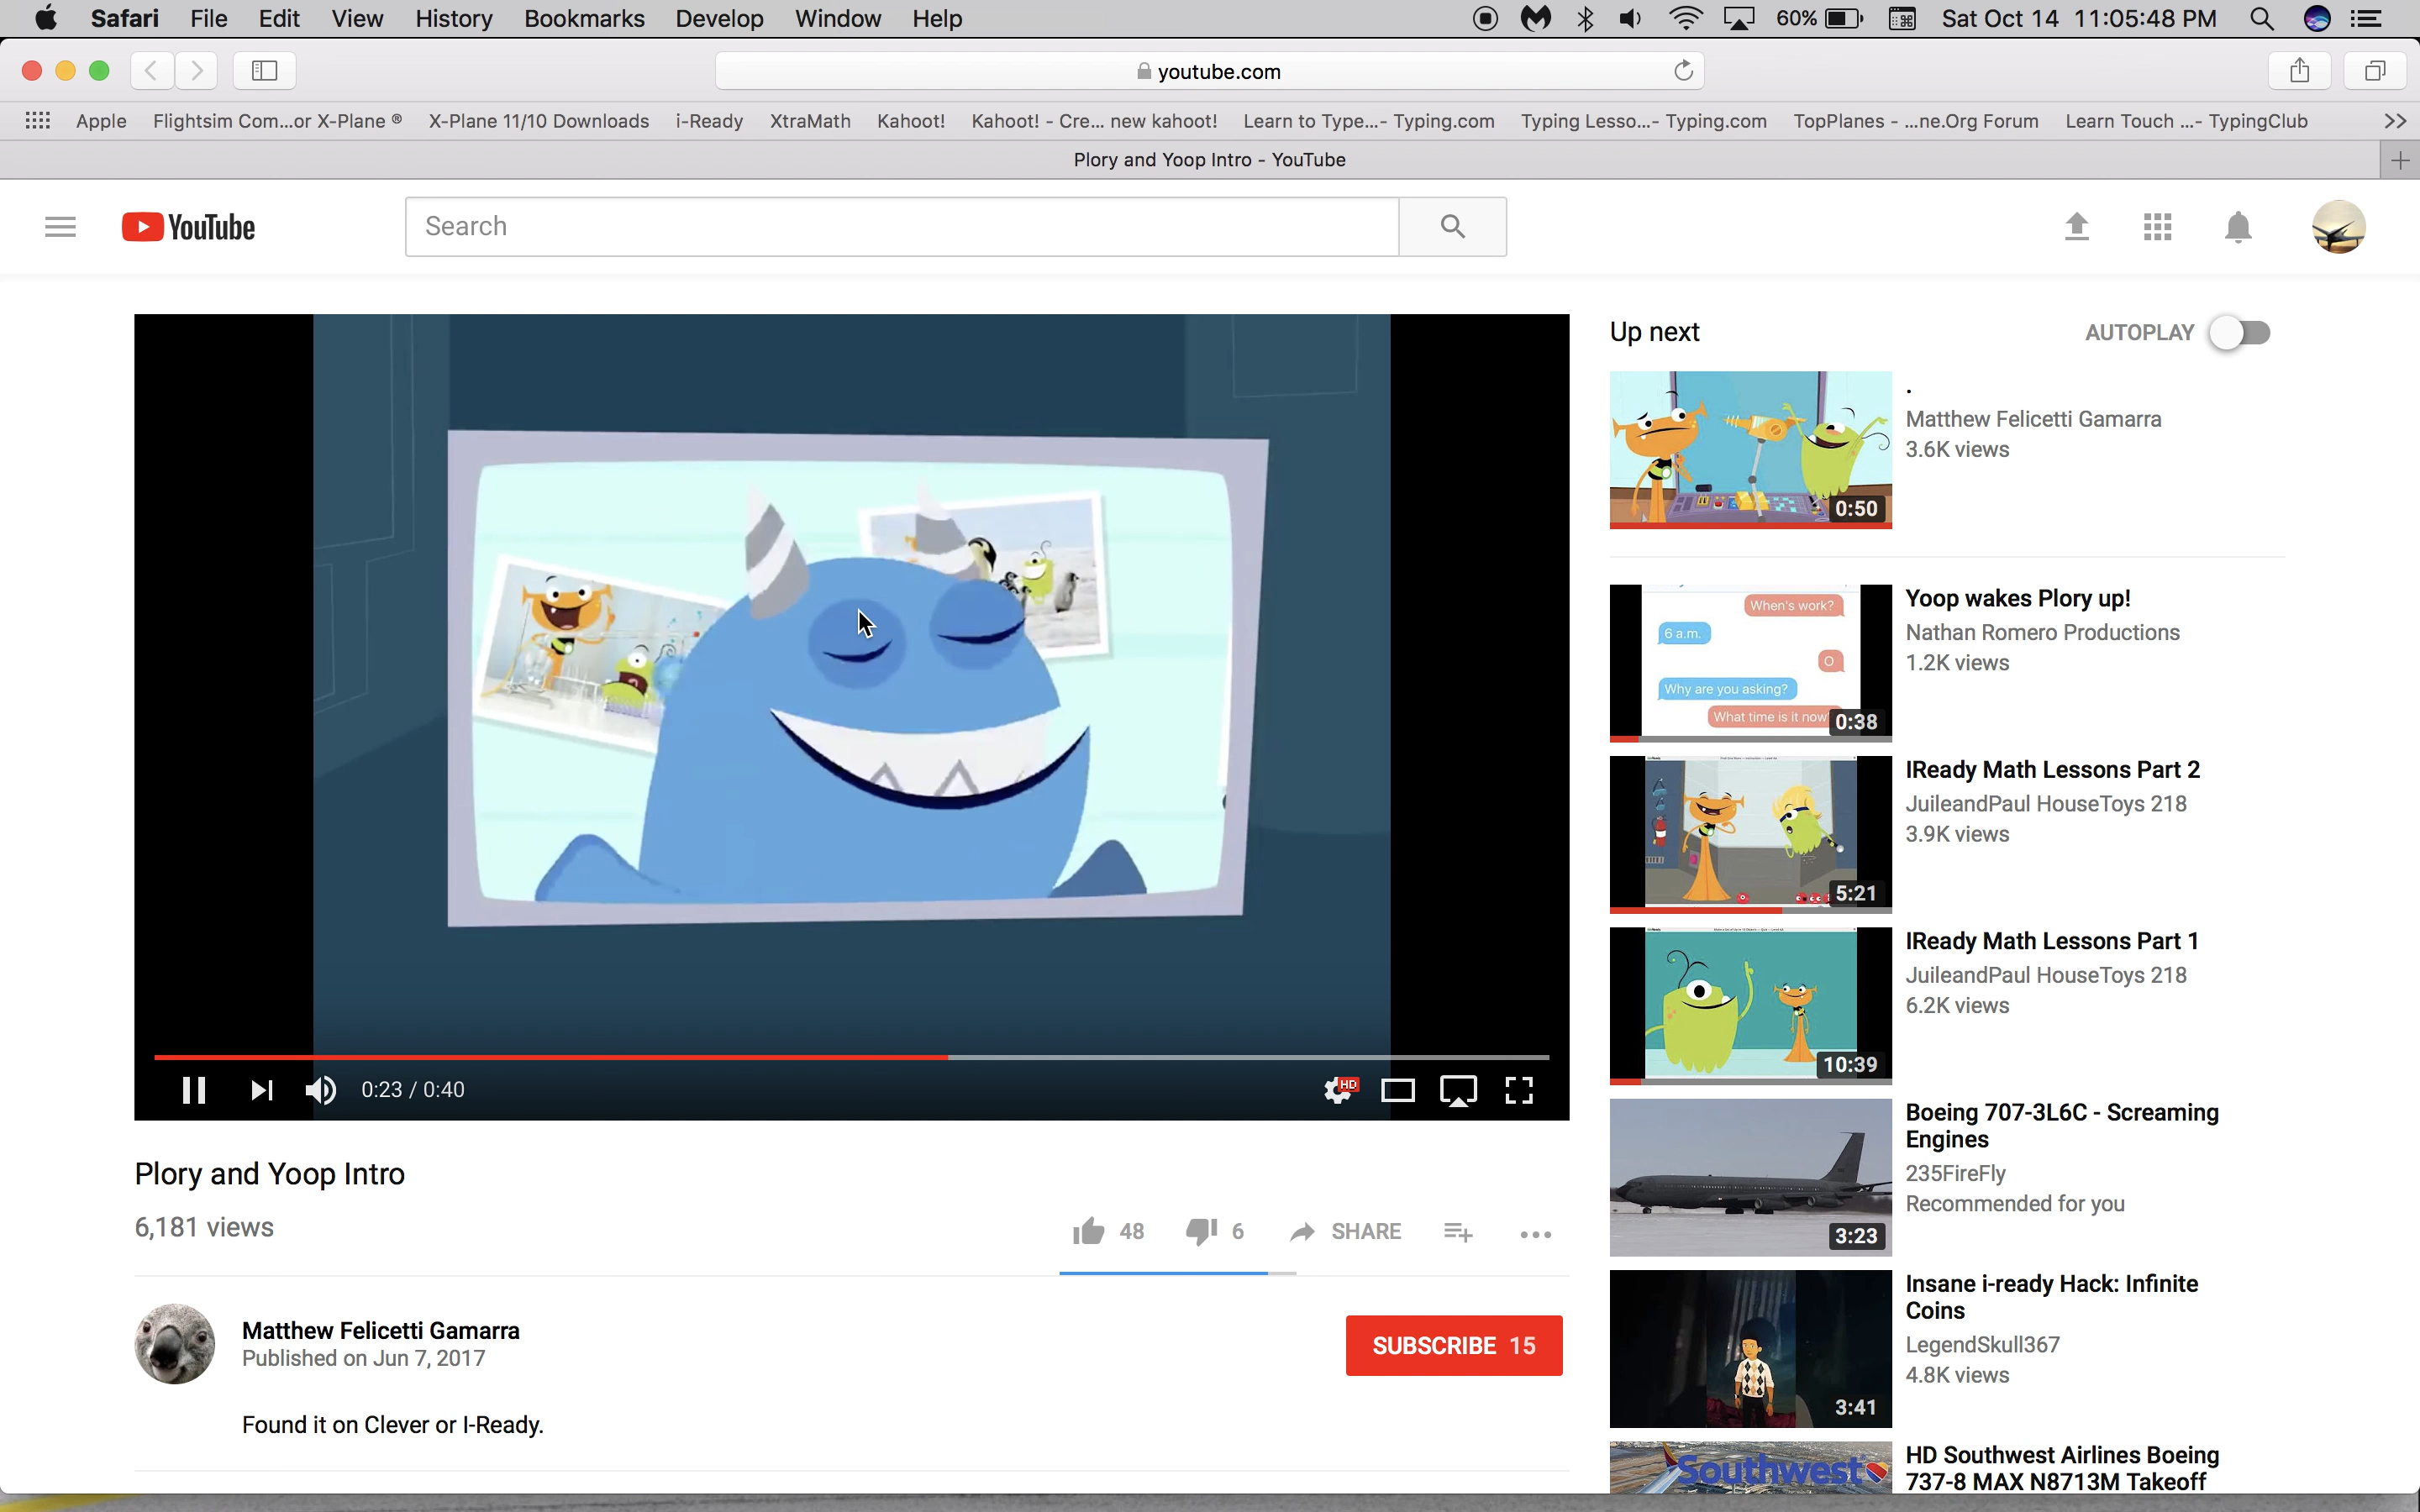 Safari File Edit View History Bookmarks Develop Window Help
60% Sat Oct 14 11:05:48 PM
youtube.com
Apple Flightsim Com...or X-Plane ® X-Plane 11/10 Downloads i-Ready XtraMath Kahoot! Kahoot! - Cre... new kahoot! Learn to Type...- Typing.com Typing Lesso...- Typing.com TopPlanes - ...ne.Org Forum Learn Touch ...- TypingClub
Plory and Yoop Intro - YouTube
YouTube
Search
0:23 / 0:40
HD
Plory and Yoop Intro
6,181 views
48 6 SHARE
Matthew Felicetti Gamarra
Published on Jun 7, 2017
SUBSCRIBE 15
Found it on Clever or I-Ready.
Up next
AUTOPLAY
0:50
.
Matthew Felicetti Gamarra
3.6K views
When's work?
6 a.m.
O
Why are you asking?
What time is it now
0:38
Yoop wakes Plory up!
Nathan Romero Productions
1.2K views
5:21
IReady Math Lessons Part 2
JuileandPaul HouseToys 218
3.9K views
10:39
IReady Math Lessons Part 1
JuileandPaul HouseToys 218
6.2K views
3:23
Boeing 707-3L6C - Screaming
Engines
235FireFly
Recommended for you
3:41
Insane i-ready Hack: Infinite
Coins
LegendSkull367
4.8K views
Southwest
HD Southwest Airlines Boeing
737-8 MAX N8713M Takeoff